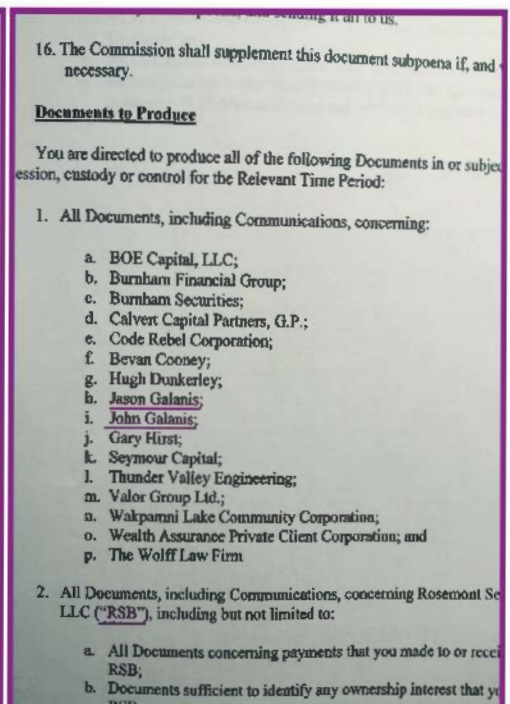 it all to us.
16. The Commission shall supplement this document subpoena if, and
necessary.
Documents to Produce
You are directed to produce all of the following Documents in or subjec
ession, custody or control for the Relevant Time Period:
1. All Documents, including Communications, concerning:
a. BOE Capital, LLC;
b. Burnham Financial Group;
c. Burnham Securities;
d. Calvert Capital Partners, G.P.;
e. Code Rebel Corporation;
f. Bevan Cooney;
g. Hugh Dunkerley;
h. Jason Galanis;
i. John Galanis;
j. Gary Hirst;
k. Seymour Capital;
l. Thunder Valley Engineering;
m. Valor Group Ltd.;
n. Wakpamni Lake Community Corporation;
o. Wealth Assurance Private Client Corporation; and
p. The Wolff Law Firm
2. All Documents, including Communications, concerning Rosemont Se
LLC ("RSB"), including but not limited to:
a. All Documents concerning payments that you made to or recei
RSB;
b. Documents sufficient to identify any ownership interest that yo